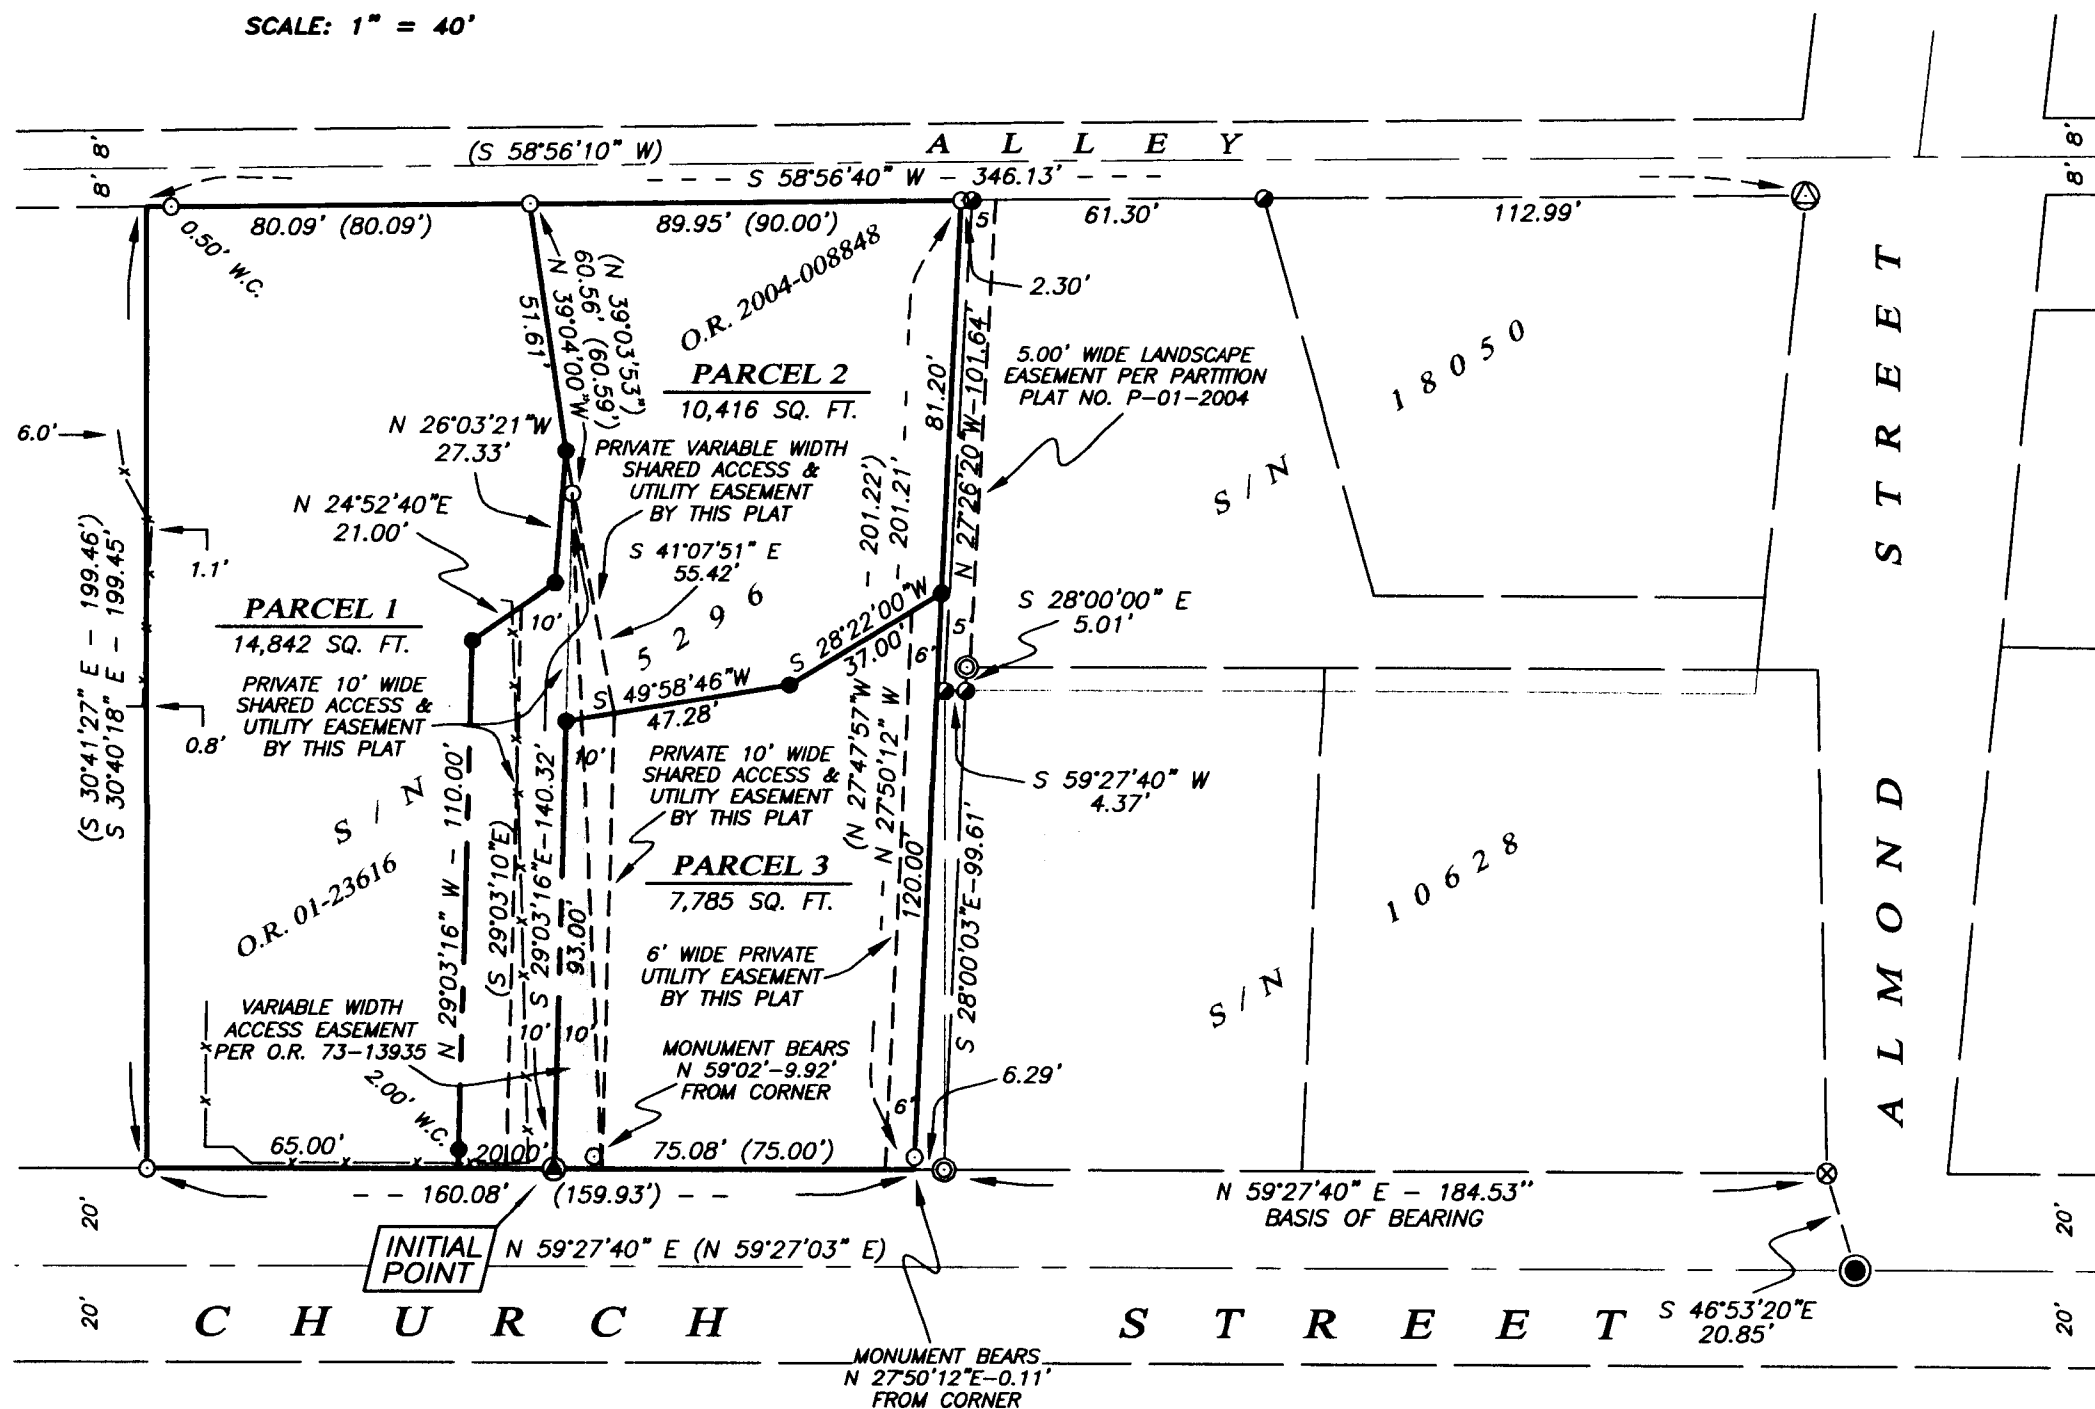 SCALE: 1" = 40'
8'
8'
(S 58°56'10" W)
A L L E Y
- - - S 58°56'40" W - 346.13' - - -
8'
8'
80.09' (80.09')
89.95' (90.00')
5'
61.30'
112.99'
0.50' W.C.
2.30'
51.61'
N 39°04'00"W
60.56' (60.59')
(N 39°03'53")
O.R. 2004-008848
PARCEL 2
10,416 SQ. FT.
81.20'
N 27°26'20"W-101.64'
5.00' WIDE LANDSCAPE
EASEMENT PER PARTITION
PLAT NO. P-01-2004
18050
S / N
6.0'
N 26°03'21"W
27.33'
PRIVATE VARIABLE WIDTH
SHARED ACCESS &
UTILITY EASEMENT
BY THIS PLAT
N 24°52'40"E
21.00'
S 41°07'51" E
55.42'
(S 30°41'27" E - 199.46')
S 30°40'18" E - 199.45'
1.1'
0.8'
PARCEL 1
14,842 SQ. FT.
10'
5296
S 28°22'00"W
37.00'
S 49°58'46"W
47.28'
6'
5'
S 28°00'00" E
5.01'
PRIVATE 10' WIDE
SHARED ACCESS &
UTILITY EASEMENT
BY THIS PLAT
10'
PRIVATE 10' WIDE
SHARED ACCESS &
UTILITY EASEMENT
BY THIS PLAT
(N 27°47'57"W - 201.22')
N 27°50'12" W - 201.21'
S 59°27'40" W
4.37'
S / N
O.R. 01-23616
N 29°03'16" W - 110.00'
(S 29°03'10"E)
S 29°03'16"E-140.32'
93.00'
PARCEL 3
7,785 SQ. FT.
120.00'
S 28°00'03"E-99.61'
10628
S / N
6' WIDE PRIVATE
UTILITY EASEMENT
BY THIS PLAT
VARIABLE WIDTH
ACCESS EASEMENT
PER O.R. 73-13935
10'
10'
2.00' W.C.
MONUMENT BEARS
N 59°02'-9.92'
FROM CORNER
6'
6.29'
65.00'
20.00'
75.08' (75.00')
- - 160.08' (159.93') - -
N 59°27'40" E - 184.53"
BASIS OF BEARING
INITIAL
POINT
N 59°27'40" E (N 59°27'03" E)
20'
20'
CHURCH STREET
S 46°53'20"E
20.85'
20'
20'
MONUMENT BEARS
N 27°50'12"E-0.11'
FROM CORNER
ALMOND STREET